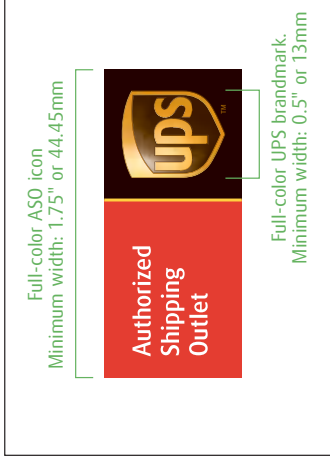 Full-color ASO icon
Minimum width: 1.75" or 44.45mm
Authorized
Shipping
Outlet
ups
TM
Full-color UPS brandmark.
Minimum width: 0.5" or 13mm